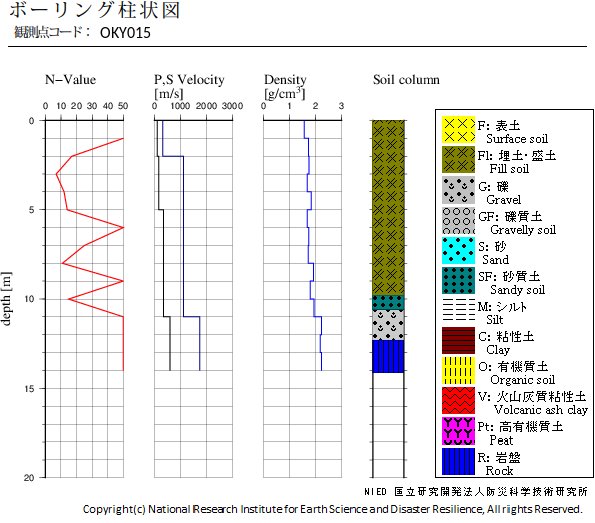 ボーリング柱状図
観測点コード： OKY015
N−Value
P,S Velocity
[m/s]
Density
[g/cm³]
Soil column
0 10 20 30 40 50
0 1000 2000 3000
0 1 2 3
depth [m]
0
5
10
15
20
F: 表土
Surface soil
Fl: 埋土・盛土
Fill soil
G: 礫
Gravel
GF: 礫質土
Gravelly soil
S: 砂
Sand
SF: 砂質土
Sandy soil
M: シルト
Silt
C: 粘性土
Clay
O: 有機質土
Organic soil
V: 火山灰質粘性土
Volcanic ash clay
Pt: 高有機質土
Peat
R: 岩盤
Rock
NIED 国立研究開発法人防災科学技術研究所
Copyright(c) National Research Institute for Earth Science and Disaster Resilience, All rights Reserved.